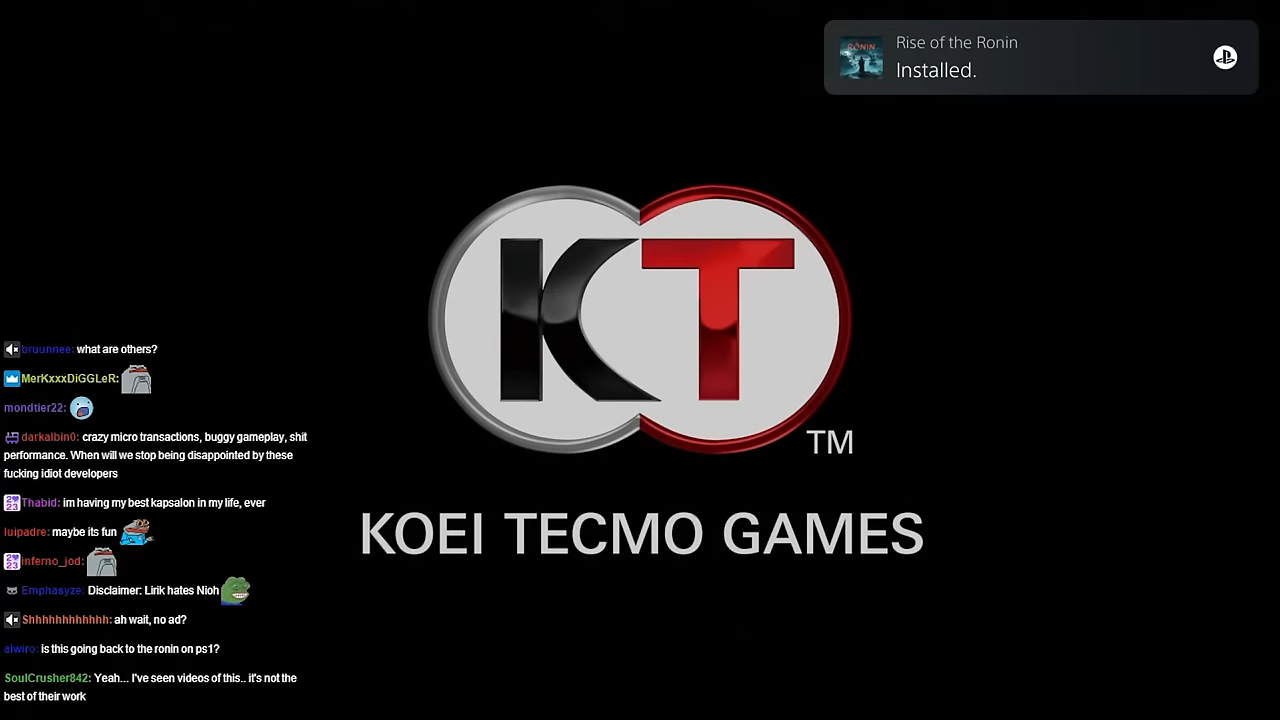 Rise of the Ronin
Installed.
RONIN
KT
TM
KOEI TECMO GAMES
bruunnee: what are others?
MerKxxxDiGGLeR:
mondtier22:
darkalbin0: crazy micro transactions, buggy gameplay, shit
performance. When will we stop being disappointed by these
fucking idiot developers
Thabid: im having my best kapsalon in my life, ever
luipadre: maybe its fun
inferno_jod:
Emphasyze: Disclaimer: Lirik hates Nioh
Shhhhhhhhhhhh: ah wait, no ad?
alwiro: is this going back to the ronin on ps1?
SoulCrusher842: Yeah... I've seen videos of this.. it's not the
best of their work